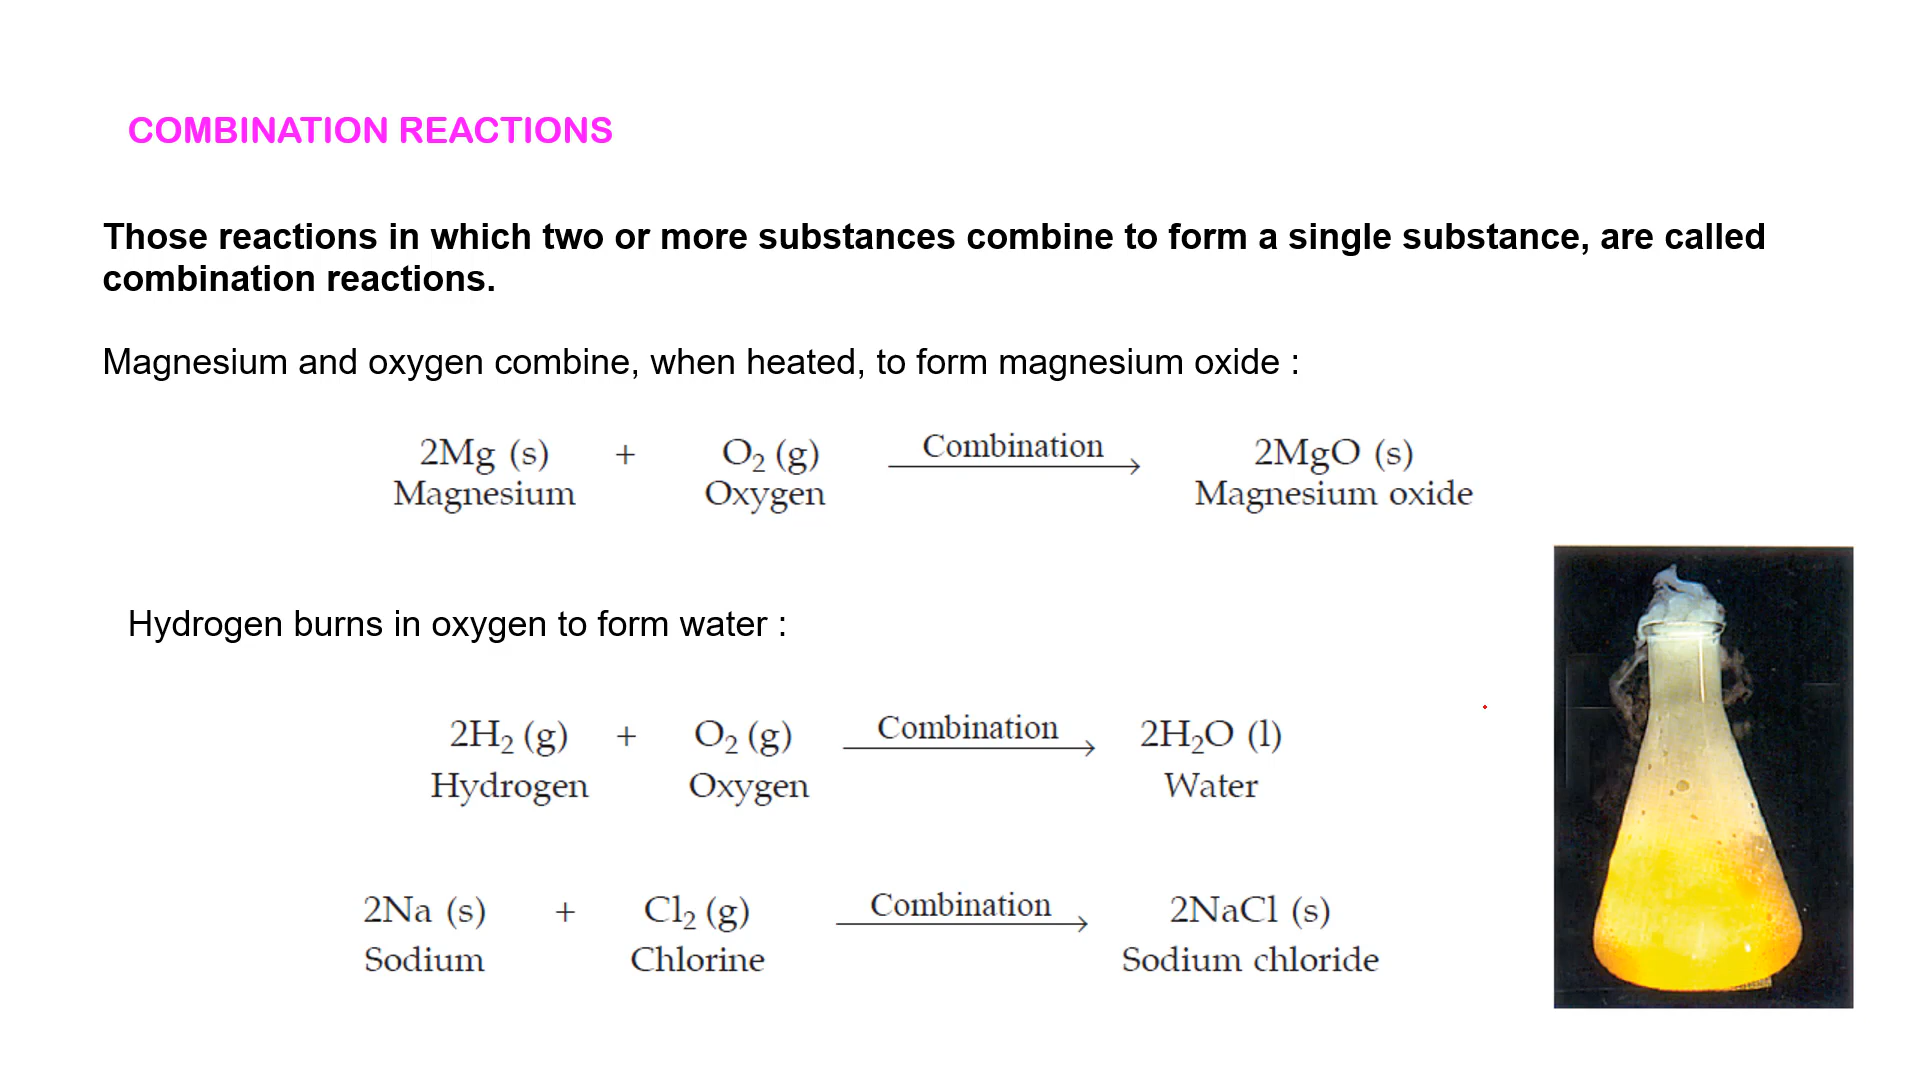 COMBINATION REACTIONS
Those reactions in which two or more substances combine to form a single substance, are called
combination reactions.
Magnesium and oxygen combine, when heated, to form magnesium oxide :
2Mg (s) + O₂ (g) Combination → 2MgO (s)
Magnesium Oxygen Magnesium oxide
Hydrogen burns in oxygen to form water :
2H₂ (g) + O₂ (g) Combination → 2H₂O (l)
Hydrogen Oxygen Water
2Na (s) + Cl₂ (g) Combination → 2NaCl (s)
Sodium Chlorine Sodium chloride